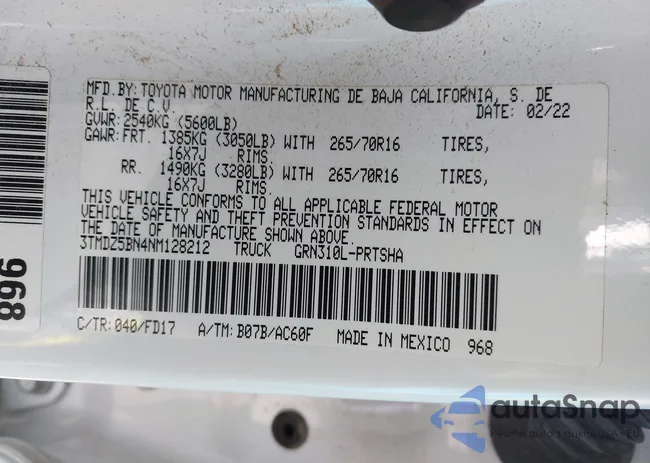 MFD.BY: TOYOTA MOTOR MANUFACTURING DE BAJA CALIFORNIA, S. DE
R.L. DE C.V. DATE: 02/22
GVWR: 2540KG (5600LB)
GAWR: FRT. 1385KG (3050LB) WITH 265/70R16 TIRES,
16X7J RIMS.
RR. 1490KG (3280LB) WITH 265/70R16 TIRES,
16X7J RIMS.
THIS VEHICLE CONFORMS TO ALL APPLICABLE FEDERAL MOTOR
VEHICLE SAFETY AND THEFT PREVENTION STANDARDS IN EFFECT ON
THE DATE OF MANUFACTURE SHOWN ABOVE.
3TMDZ5BN4NM128212 TRUCK GRN310L-PRTSHA
C/TR: 040/FD17 A/TM: B07B/AC60F MADE IN MEXICO 968
968
autoSnap